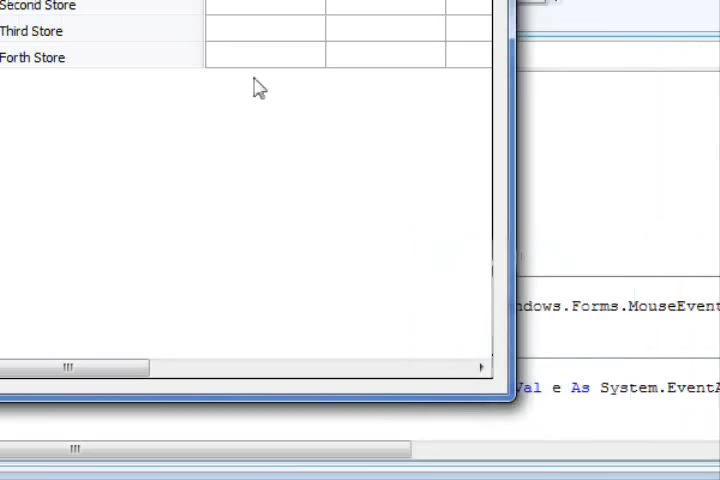 Second Store
Third Store
Forth Store
ndows.Forms.MouseEvent
Val e As System.EventA